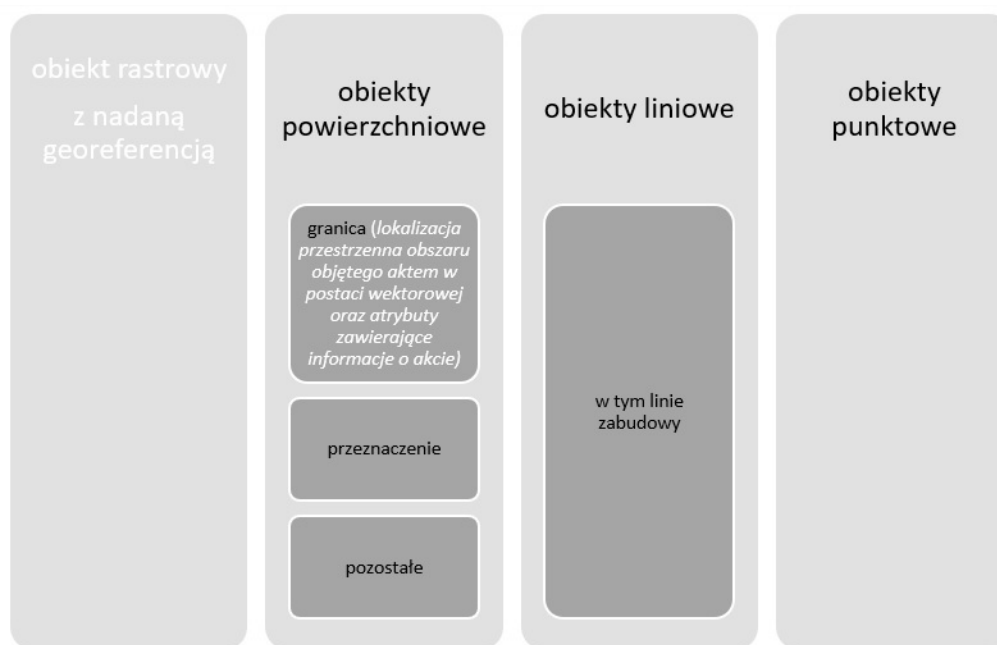 obiekt rastrowy
z nadaną
georeferencją
obiekty
powierzchniowe
granica (lokalizacja
przestrzenna obszaru
objętego aktem w
postaci wektorowej
oraz atrybuty
zawierające
informacje o akcie)
przeznaczenie
pozostałe
obiekty liniowe
w tym linie
zabudowy
obiekty
punktowe